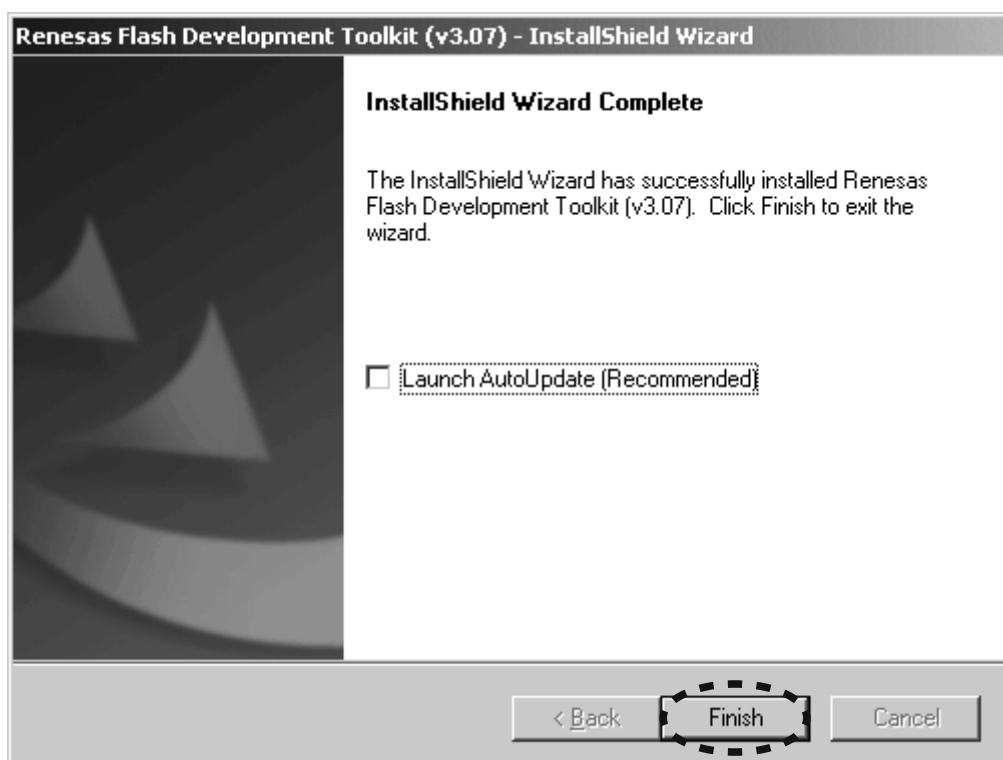 Renesas Flash Development Toolkit (v3.07) - InstallShield Wizard
InstallShield Wizard Complete
The InstallShield Wizard has successfully installed Renesas
Flash Development Toolkit (v3.07). Click Finish to exit the
wizard.
Launch AutoUpdate (Recommended)
< Back
Finish
Cancel